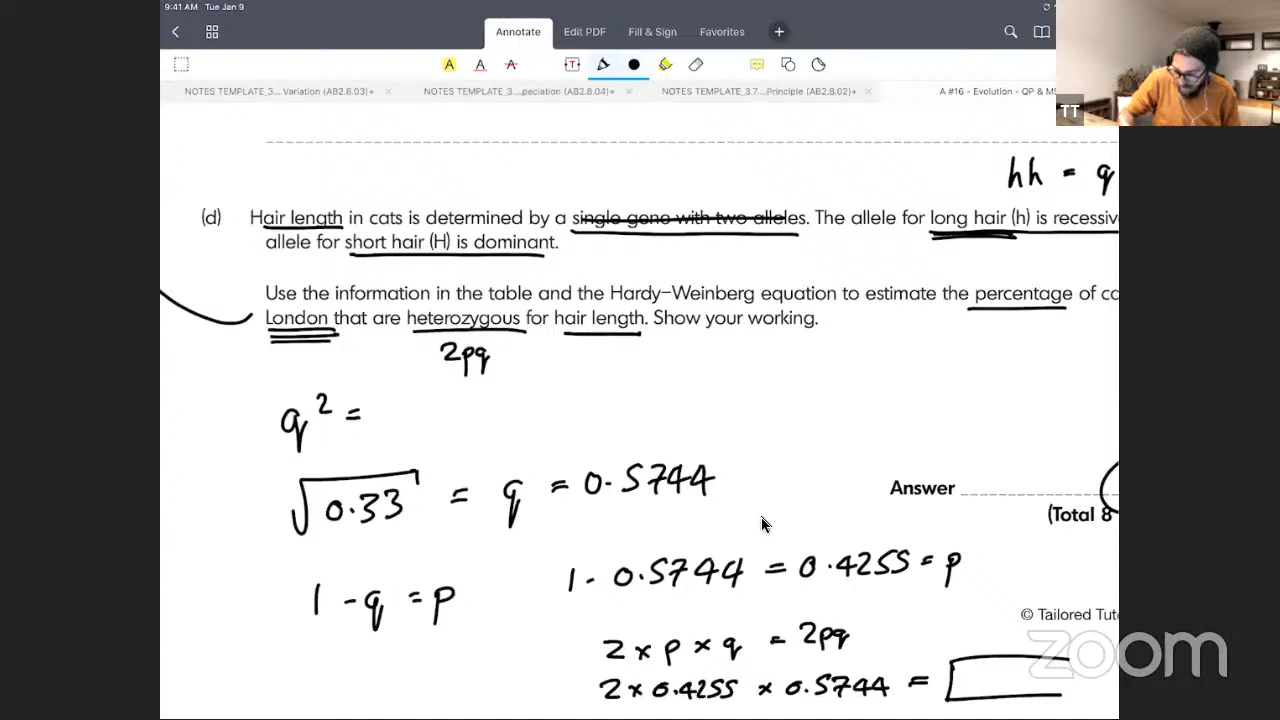 9:41 AM Tue Jan 9
Annotate Edit PDF Fill & Sign Favorites +
A A A T
NOTES TEMPLATE_3....Variation (AB2.8.03)+ × NOTES TEMPLATE_3....peciation (AB2.8.04)+ × NOTES TEMPLATE_3.7....Principle (AB2.8.02)+ × A #16 - Evolution - QP & MS
TT
hh = q
(d) Hair length in cats is determined by a single gene with two alleles. The allele for long hair (h) is recessive
allele for short hair (H) is dominant.
Use the information in the table and the Hardy–Weinberg equation to estimate the percentage of ca
London that are heterozygous for hair length. Show your working.
2pq
q² =
√0.33 = q = 0.5744
Answer
(Total 8
1 - 0.5744 = 0.4255 = p
1 - q = p
© Tailored Tut
2 × p × q = 2pq
zoom
2 × 0.4255 × 0.5744 =